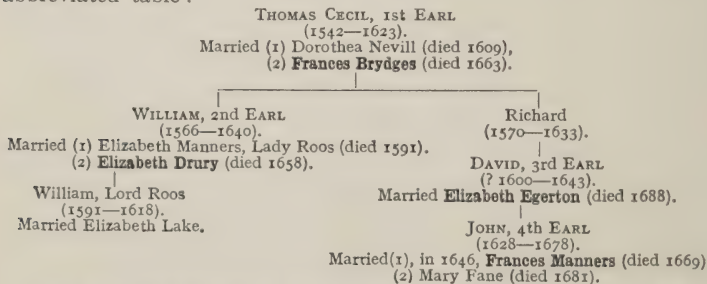 abbreviated table:
THOMAS CECIL, 1st EARL
(1542—1623).
Married (1) Dorothea Nevill (died 1609),
(2) Frances Brydges (died 1663).
WILLIAM, 2nd EARL
(1566—1640).
Married (1) Elizabeth Manners, Lady Roos (died 1591).
(2) Elizabeth Drury (died 1658).
William, Lord Roos
(1591—1618).
Married Elizabeth Lake.
Richard
(1570—1633).
DAVID, 3rd EARL
(? 1600—1643).
Married Elizabeth Egerton (died 1688).
JOHN, 4th EARL
(1628—1678).
Married(1), in 1646, Frances Manners (died 1669)
(2) Mary Fane (died 1681).